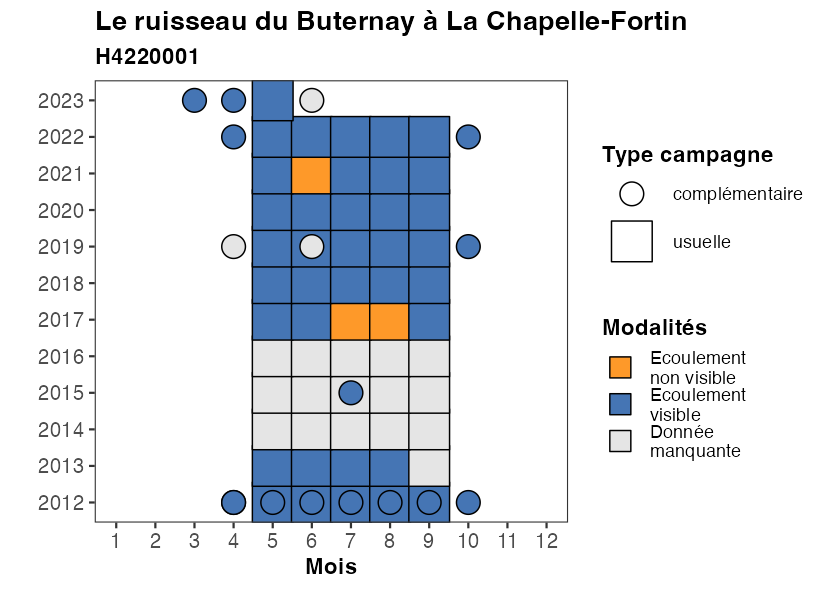 Le ruisseau du Buternay à La Chapelle-Fortin
H4220001
2023
2022
2021
2020
2019
2018
2017
2016
2015
2014
2013
2012
1 2 3 4 5 6 7 8 9 10 11 12
Mois
Type campagne
complémentaire
usuelle
Modalités
Ecoulement
non visible
Ecoulement
visible
Donnée
manquante